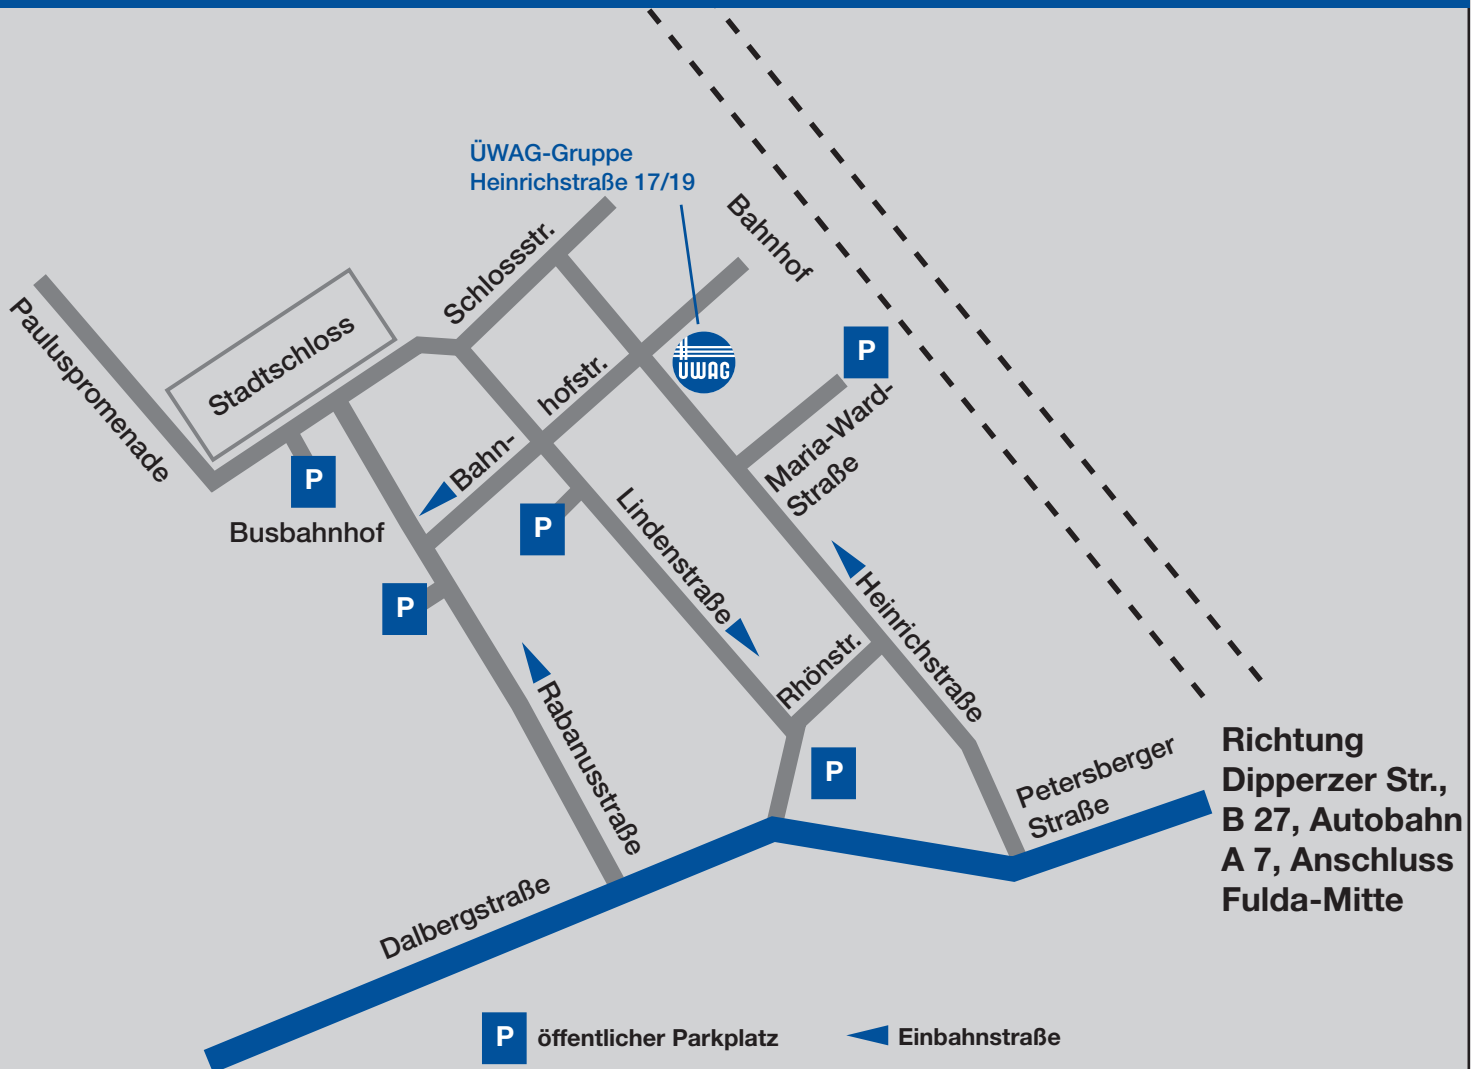 ÜWAG-Gruppe
Heinrichstraße 17/19
Bahnhof
Schlossstr.
Pauluspromenade
Stadtschloss
hofstr.
ÜWAG
P
Maria-Ward-
Straße
Bahn-
P
Busbahnhof
P
Lindenstraße
P
Heinrichstraße
Rhönstr.
Rabanusstraße
P
Petersberger
Straße
Richtung
Dipperzer Str.,
B 27, Autobahn
A 7, Anschluss
Fulda-Mitte
Dalbergstraße
P öffentlicher Parkplatz
Einbahnstraße